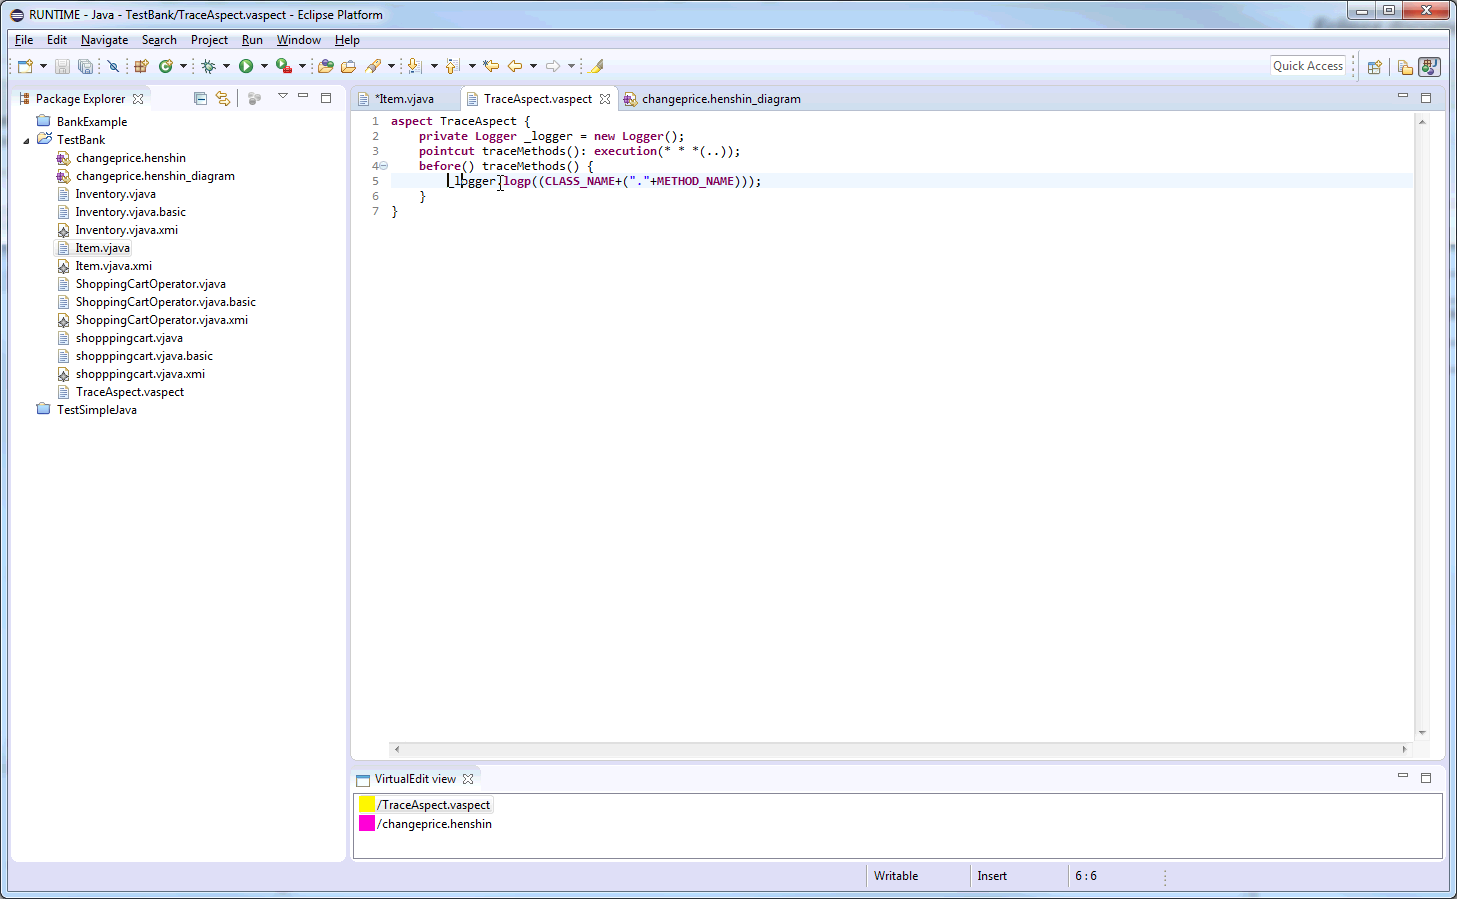 RUNTIME - Java - TestBank/TraceAspect.vaspect - Eclipse Platform
File Edit Navigate Search Project Run Window Help
Quick Access
Package Explorer
BankExample
TestBank
changeprice.henshin
changeprice.henshin_diagram
Inventory.vjava
Inventory.vjava.basic
Inventory.vjava.xmi
Item.vjava
Item.vjava.xmi
ShoppingCartOperator.vjava
ShoppingCartOperator.vjava.basic
ShoppingCartOperator.vjava.xmi
shopppingcart.vjava
shopppingcart.vjava.basic
shopppingcart.vjava.xmi
TraceAspect.vaspect
TestSimpleJava
*Item.vjava TraceAspect.vaspect changeprice.henshin_diagram
1 aspect TraceAspect {
2 private Logger _logger = new Logger();
3 pointcut traceMethods(): execution(* * *(..));
4 before() traceMethods() {
5 _logger.logp((CLASS_NAME+("."+METHOD_NAME)));
6 }
7 }
VirtualEdit view
/TraceAspect.vaspect
/changeprice.henshin
Writable Insert 6 : 6